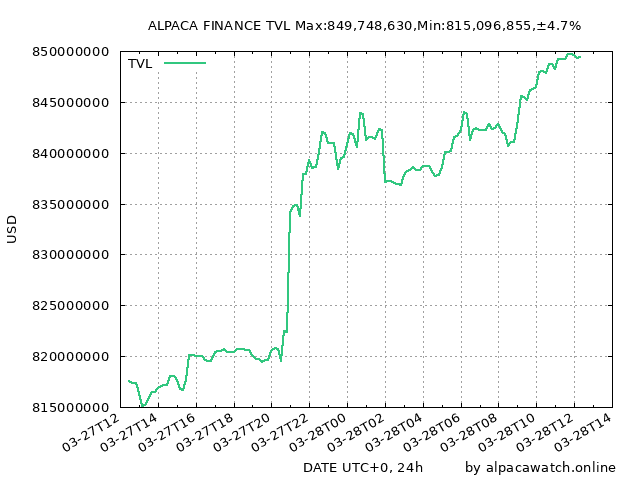 ALPACA FINANCE TVL Max:849,748,630,Min:815,096,855,±4.7%
TVL
850000000
845000000
840000000
835000000
830000000
825000000
820000000
815000000
USD
03-27T12
03-27T14
03-27T16
03-27T18
03-27T20
03-27T22
03-28T00
03-28T02
03-28T04
03-28T06
03-28T08
03-28T10
03-28T12
03-28T14
DATE UTC+0, 24h
by alpacawatch.online